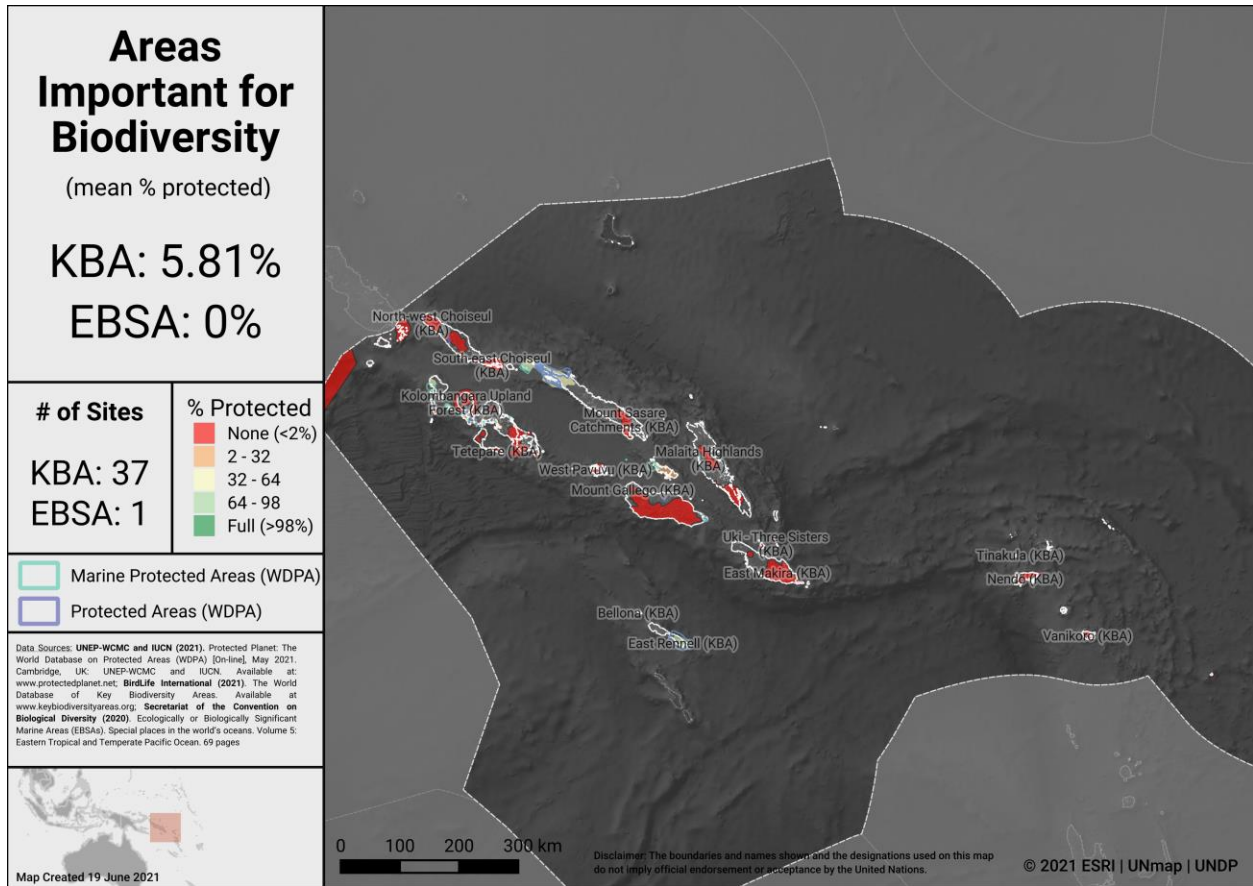 Areas
Important for
Biodiversity
(mean % protected)
KBA: 5.81%
EBSA: 0%
# of Sites
KBA: 37
EBSA: 1
% Protected
None (<2%)
2 - 32
32 - 64
64 - 98
Full (>98%)
Marine Protected Areas (WDPA)
Protected Areas (WDPA)
Data Sources: UNEP-WCMC and IUCN (2021). Protected Planet: The
World Database on Protected Areas (WDPA) [On-line], May 2021.
Cambridge, UK: UNEP-WCMC and IUCN. Available at:
www.protectedplanet.net; BirdLife International (2021). The World
Database of Key Biodiversity Areas. Available at
www.keybiodiversityareas.org; Secretariat of the Convention on
Biological Diversity (2020). Ecologically or Biologically Significant
Marine Areas (EBSAs). Special places in the world's oceans. Volume 5:
Eastern Tropical and Temperate Pacific Ocean. 69 pages
Map Created 19 June 2021
North-west Choiseul
(KBA)
South-east Choiseul
(KBA)
Kolombangara Upland
Forest (KBA)
Mount Sasare
Catchments (KBA)
Tetepare (KBA)
Malaita Highlands
(KBA)
West Pavuvu (KBA)
Mount Gallego (KBA)
Uki - Three Sisters
(KBA)
East Makira (KBA)
Tinakula (KBA)
Nendö (KBA)
Bellona (KBA)
East Rennell (KBA)
Vanikoro (KBA)
0 100 200 300 km
Disclaimer: The boundaries and names shown and the designations used on this map
do not imply official endorsement or acceptance by the United Nations.
© 2021 ESRI | UNmap | UNDP